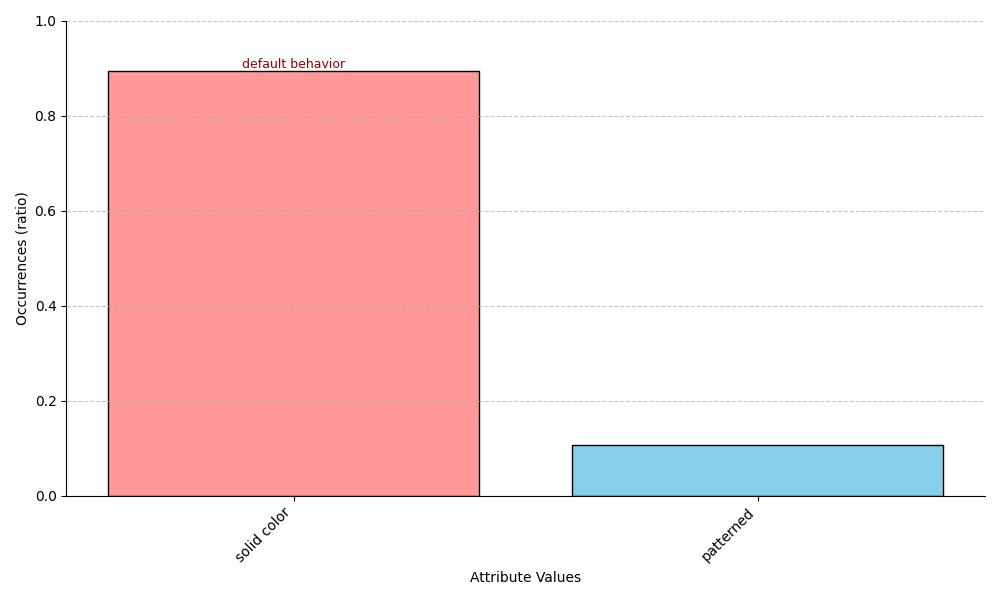 1.0
default behavior
0.8
0.6
0.4
0.2
0.0
Occurrences (ratio)
solid color
patterned
Attribute Values